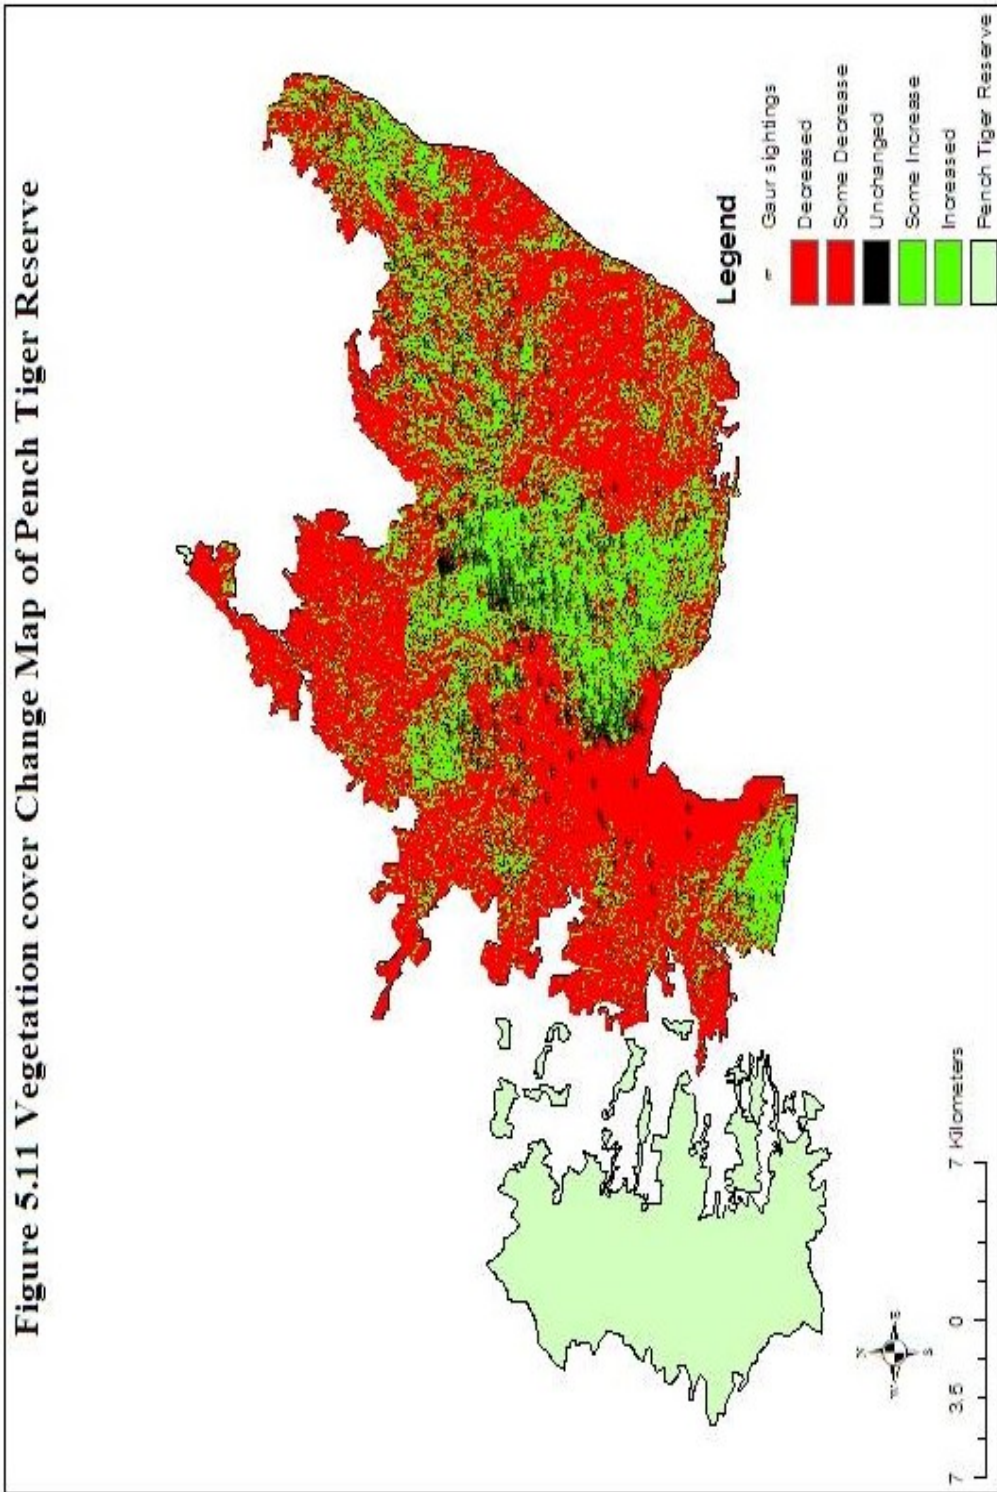 Figure 5.11 Vegetation cover Change Map of Pench Tiger Reserve
Legend
Gaur sightings
Decreased
Some Decrease
Unchanged
Some Increase
Increased
Pench Tiger Reserve
N
W
S
7 3.5 0 7 Kilometers